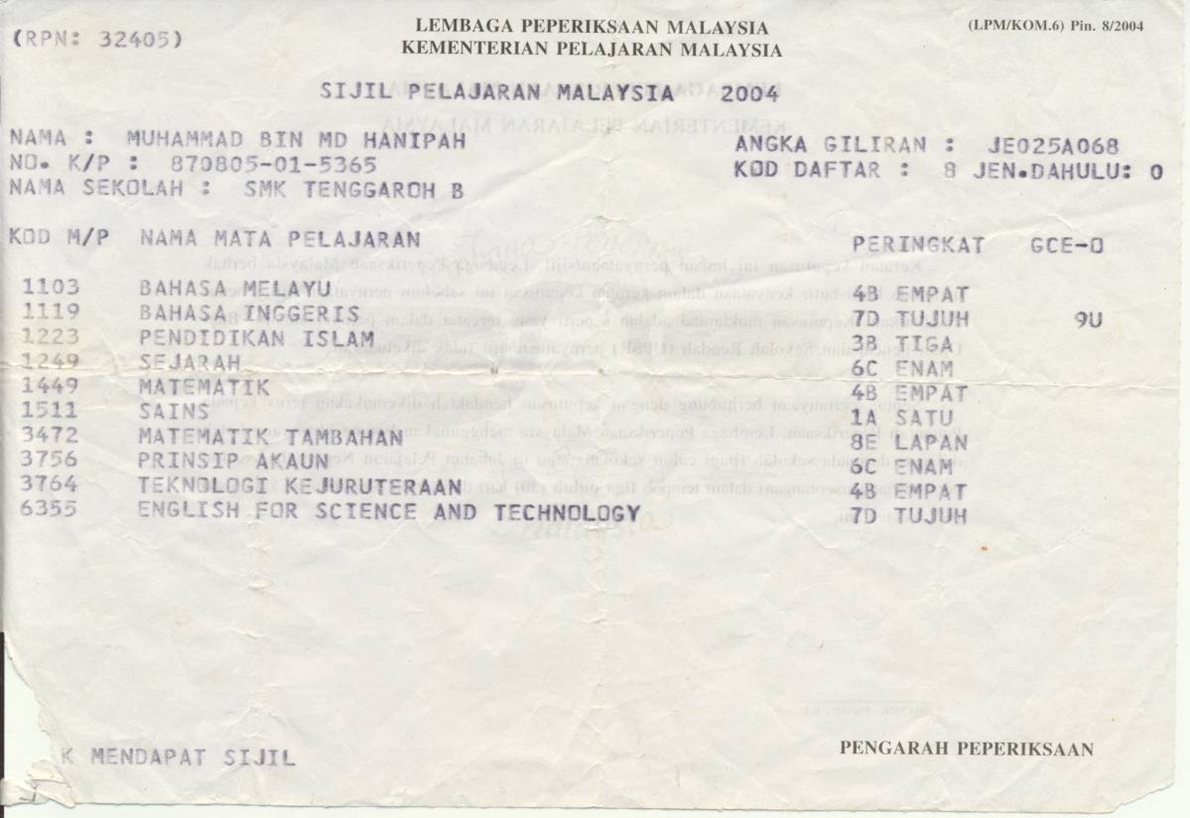 (RPN: 32405)
LEMBAGA PEPERIKSAAN MALAYSIA
(LPM/KOM.6) Pin. 8/2004
KEMENTERIAN PELAJARAN MALAYSIA
SIJIL PELAJARAN MALAYSIA 2004
NAMA : MUHAMMAD BIN MD HANIPAH ANGKA GILIRAN : JE025A068
NO. K/P : 870805-01-5365 KOD DAFTAR : 8 JEN.DAHULU: 0
NAMA SEKOLAH : SMK TENGGAROH B
KOD M/P NAMA MATA PELAJARAN PERINGKAT GCE-O
1103 BAHASA MELAYU 4B EMPAT
1119 BAHASA INGGERIS 7D TUJUH 9U
1223 PENDIDIKAN ISLAM 3B TIGA
1249 SEJARAH 6C ENAM
1449 MATEMATIK 4B EMPAT
1511 SAINS 1A SATU
3472 MATEMATIK TAMBAHAN 8E LAPAN
3756 PRINSIP AKAUN 6C ENAM
3764 TEKNOLOGI KEJURUTERAAN 4B EMPAT
6355 ENGLISH FOR SCIENCE AND TECHNOLOGY 7D TUJUH
K MENDAPAT SIJIL
PENGARAH PEPERIKSAAN